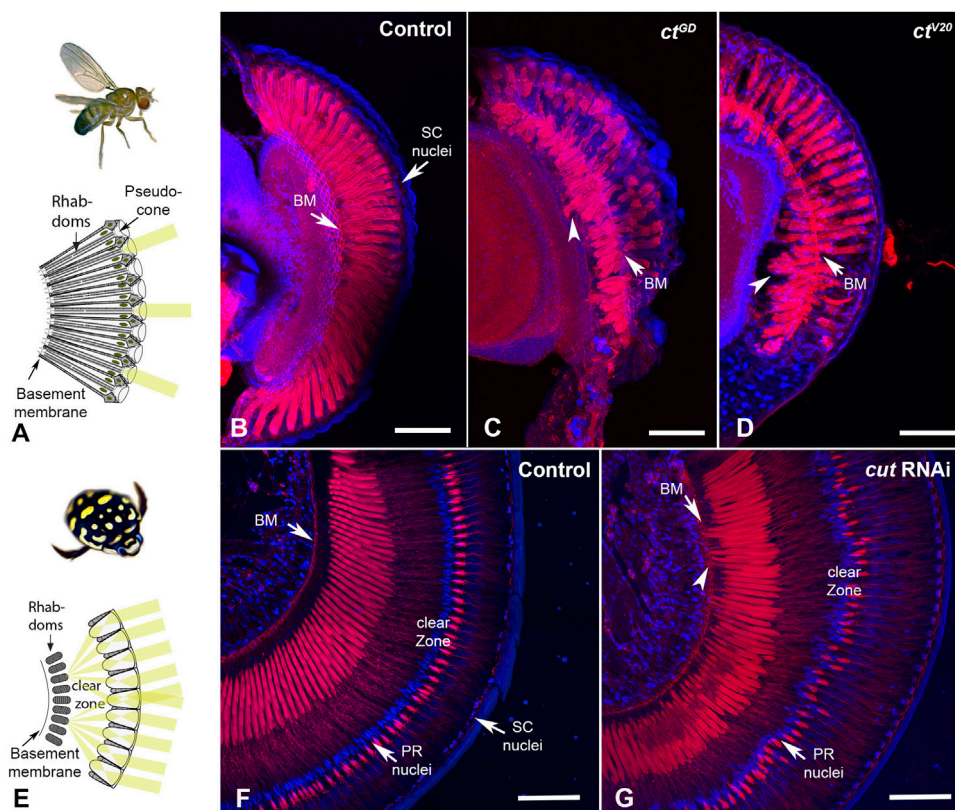 Rhab-
doms
Pseudo-
cone
Basement
membrane
A
Control
SC
nuclei
BM
B
ct^GD
BM
C
ct^V20
BM
D
Rhab-
doms
clear
zone
Basement
membrane
E
Control
BM
clear
Zone
PR
nuclei
SC
nuclei
F
cut RNAi
BM
clear
Zone
PR
nuclei
G